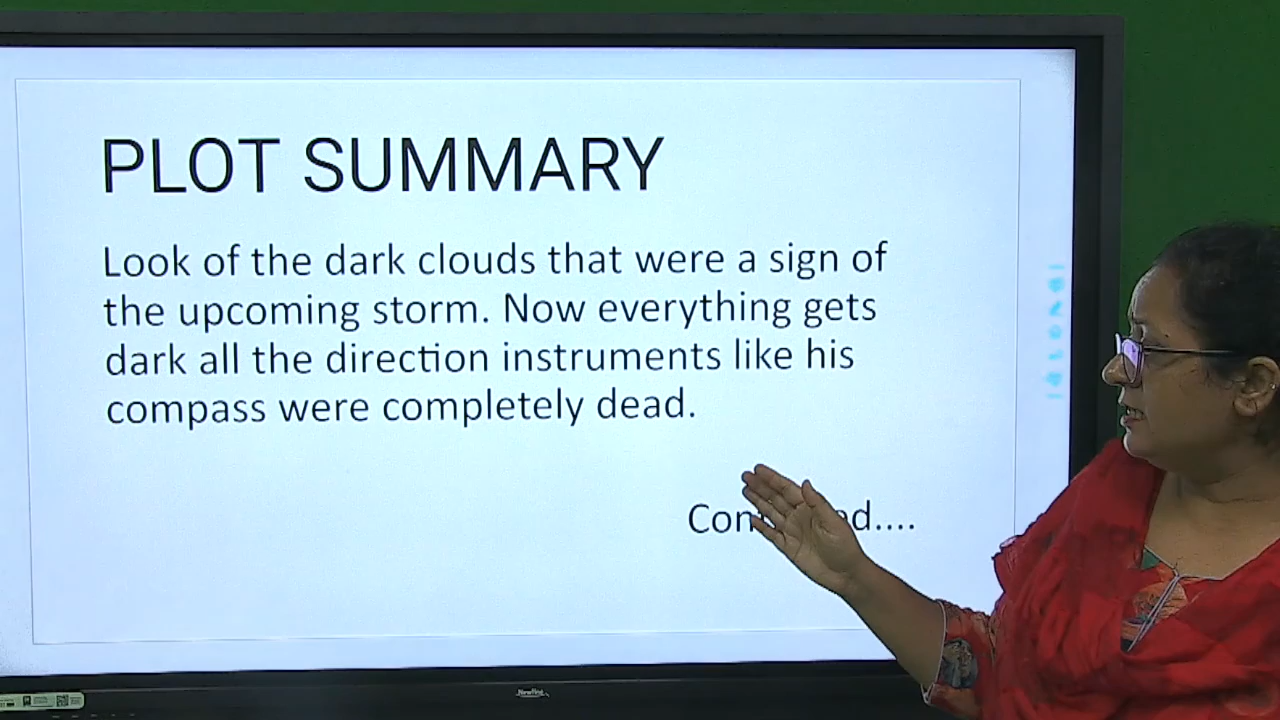 PLOT SUMMARY
Look of the dark clouds that were a sign of
the upcoming storm. Now everything gets
dark all the direction instruments like his
compass were completely dead.